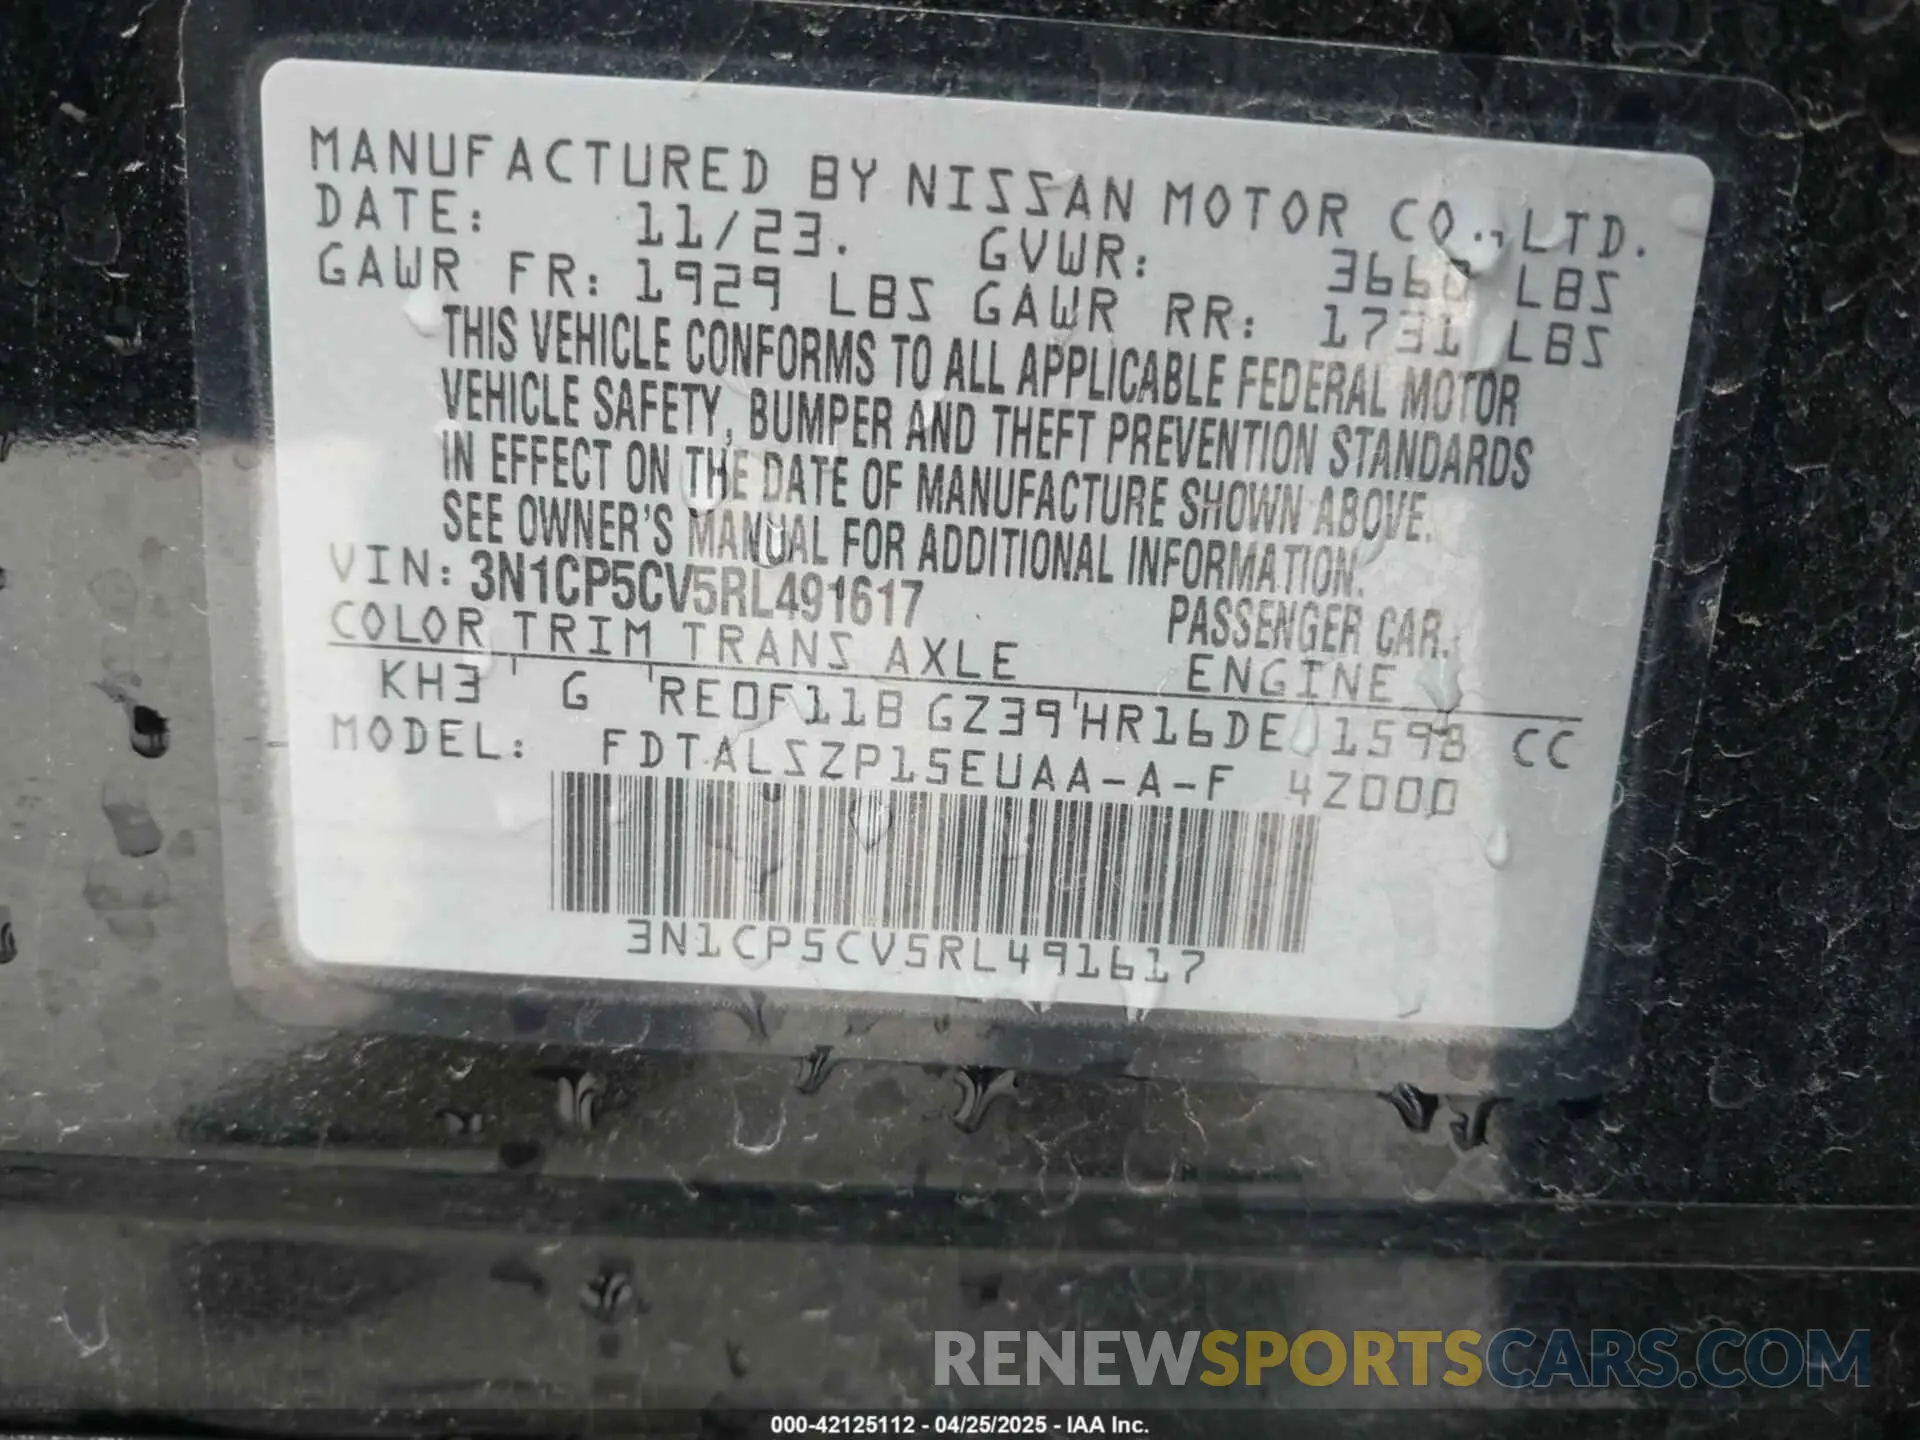 MANUFACTURED BY NISSAN MOTOR CO., LTD.
DATE: 11/23. GVWR: 3660 LBS
GAWR FR: 1929 LBS GAWR RR: 1731 LBS
THIS VEHICLE CONFORMS TO ALL APPLICABLE FEDERAL MOTOR
VEHICLE SAFETY, BUMPER AND THEFT PREVENTION STANDARDS
IN EFFECT ON THE DATE OF MANUFACTURE SHOWN ABOVE.
SEE OWNER'S MANUAL FOR ADDITIONAL INFORMATION.
VIN: 3N1CP5CV5RL491617 PASSENGER CAR.
COLOR TRIM TRANS AXLE ENGINE
KH3 G RE0F11B GZ39 HR16DE 1598 CC
MODEL: FDTALSZP15EUAA-A-F 4Z000
3N1CP5CV5RL491617
RENEWSPORTSCARS.COM
000-42125112 - 04/25/2025 - IAA Inc.